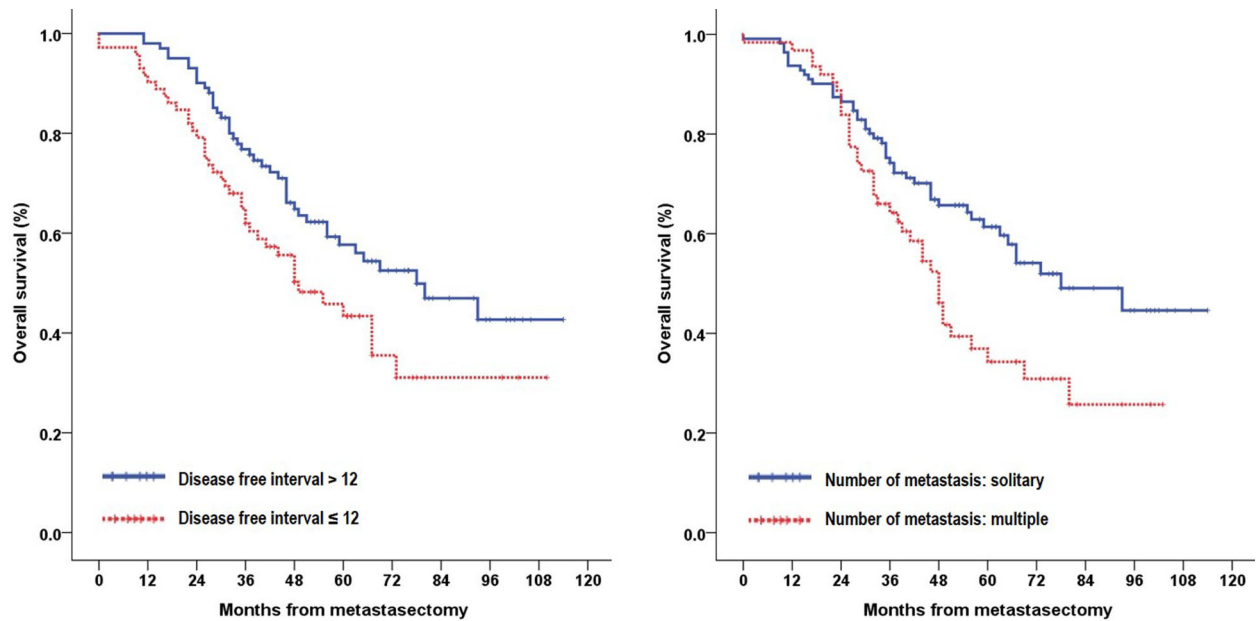 Overall survival (%)
1.0
0.8
0.6
0.4
0.2
0.0
Disease free interval > 12
Disease free interval ≤ 12
0 12 24 36 48 60 72 84 96 108 120
Months from metastasectomy
Overall survival (%)
1.0
0.8
0.6
0.4
0.2
0.0
Number of metastasis: solitary
Number of metastasis: multiple
0 12 24 36 48 60 72 84 96 108 120
Months from metastasectomy